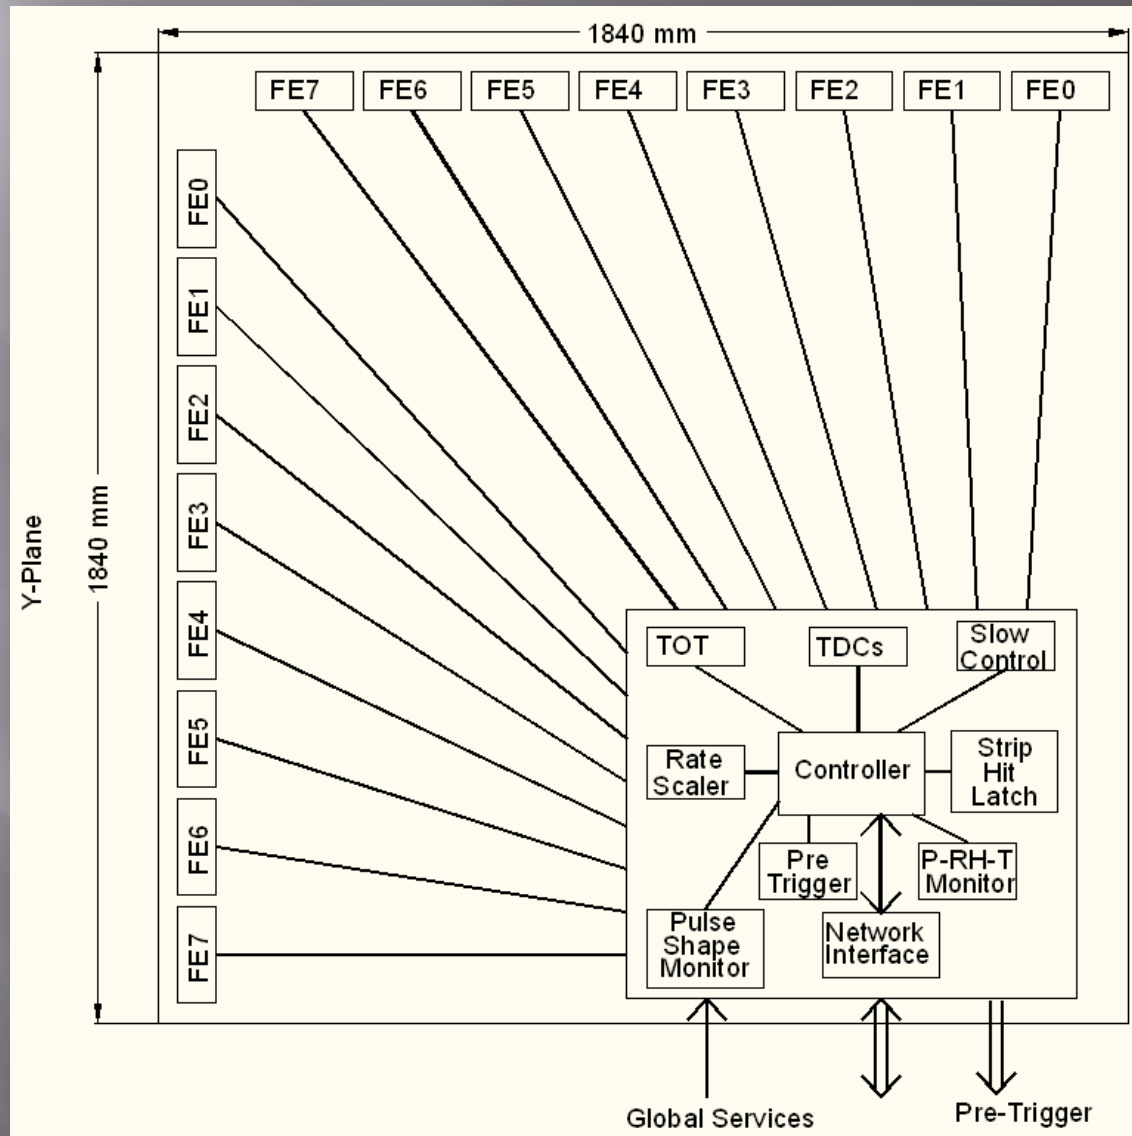 1840 mm
FE7 FE6 FE5 FE4 FE3 FE2 FE1 FE0
FE0
FE1
FE2
FE3
FE4
FE5
FE6
FE7
Y-Plane
1840 mm
TOT
TDCs
Slow
Control
Rate
Scaler
Controller
Strip
Hit
Latch
Pre
Trigger
P-RH-T
Monitor
Pulse
Shape
Monitor
Network
Interface
Global Services
Pre-Trigger